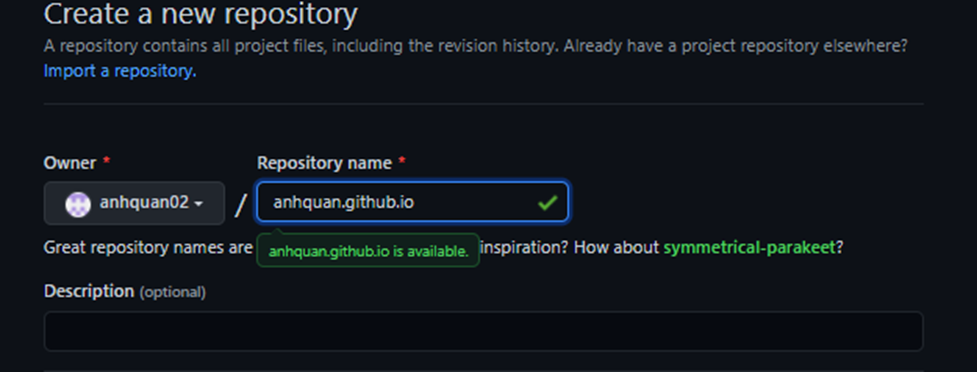 Create a new repository
A repository contains all project files, including the revision history. Already have a project repository elsewhere?
Import a repository.
Owner * Repository name *
anhquan02 / anhquan.github.io
Great repository names are inspiration? How about symmetrical-parakeet?
anhquan.github.io is available.
Description (optional)